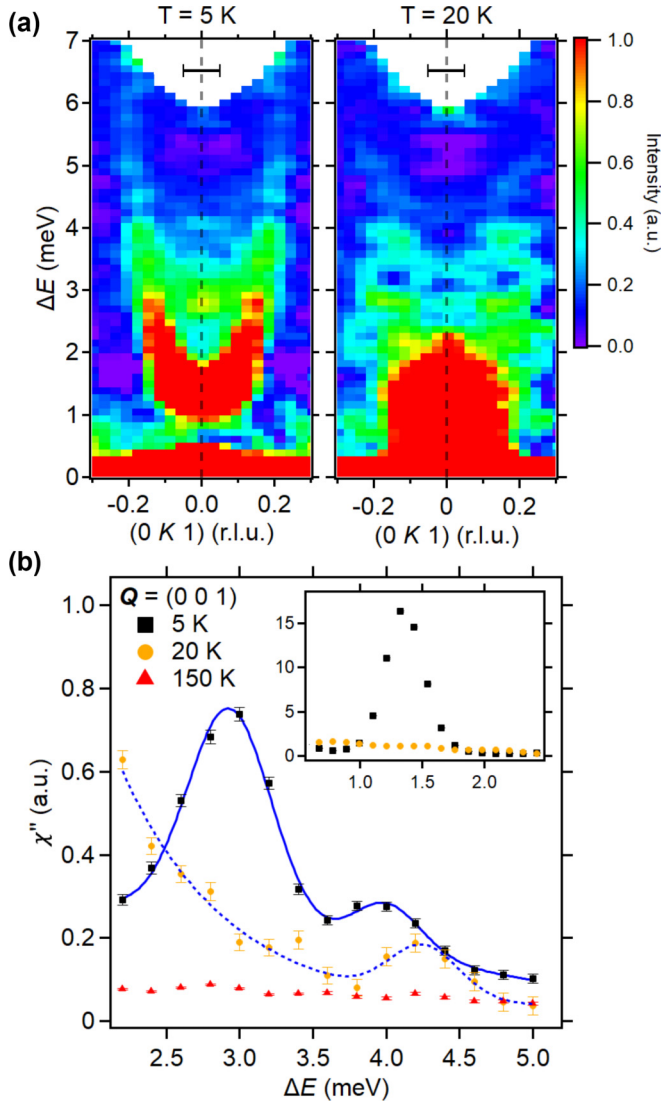 (a)
T = 5 K
T = 20 K
7
6
5
4
3
2
1
0
ΔE (meV)
-0.2
0.0
0.2
(0 K 1) (r.l.u.)
-0.2
0
0.2
(0 K 1) (r.l.u.)
1.0
0.8
0.6
0.4
0.2
0.0
Intensity (a.u.)
(b)
Q = (0 0 1)
5 K
20 K
150 K
1.0
0.8
0.6
0.4
0.2
0
χ" (a.u.)
15
10
5
0
1.0
1.5
2.0
1.0
2.0
2.5
3.0
3.5
4.0
4.5
5.0
ΔE (meV)